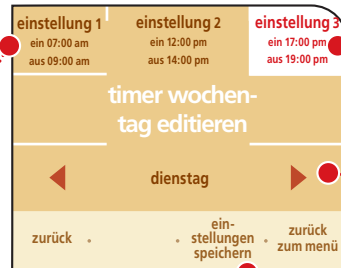 einstellung 1 einstellung 2 einstellung 3
ein 07:00 am ein 12:00 pm ein 17:00 pm
aus 09:00 am aus 14:00 pm aus 19:00 pm
timer wochen-
tag editieren
dienstag
zurück
ein-
stellungen
speichern
zurück
zum menü